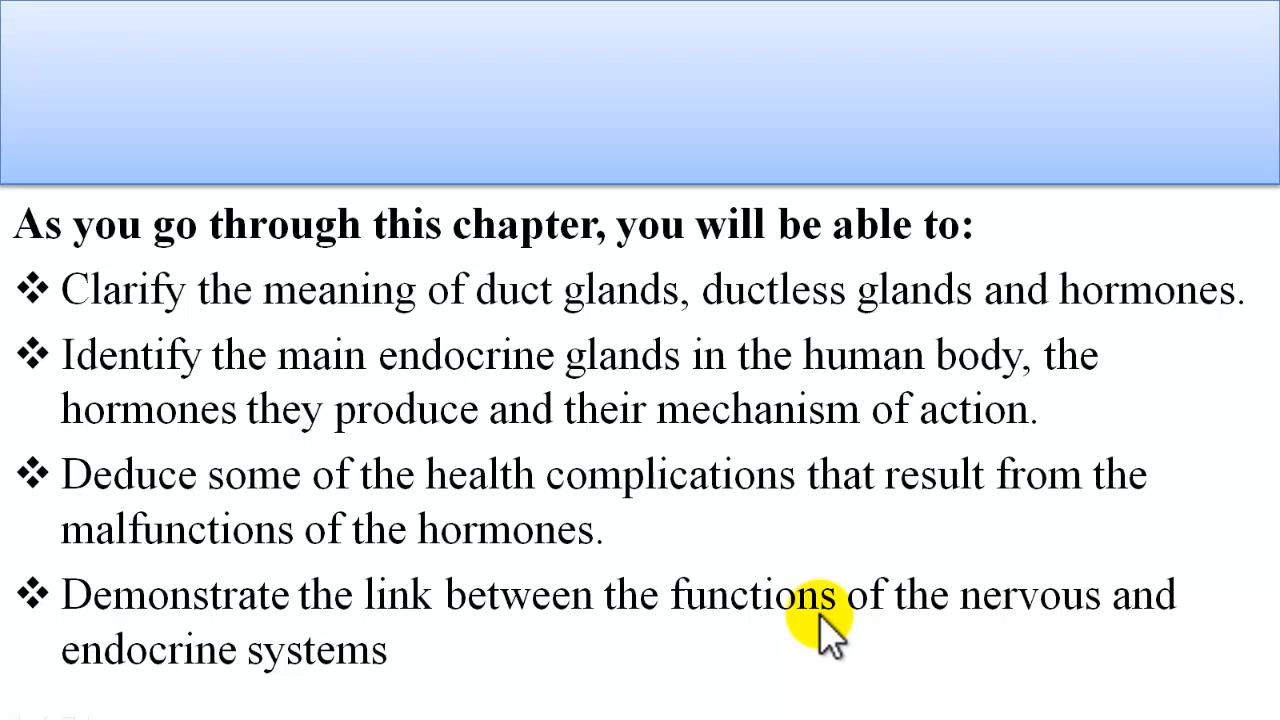 As you go through this chapter, you will be able to:
❖ Clarify the meaning of duct glands, ductless glands and hormones.
❖ Identify the main endocrine glands in the human body, the
hormones they produce and their mechanism of action.
❖ Deduce some of the health complications that result from the
malfunctions of the hormones.
❖ Demonstrate the link between the functions of the nervous and
endocrine systems